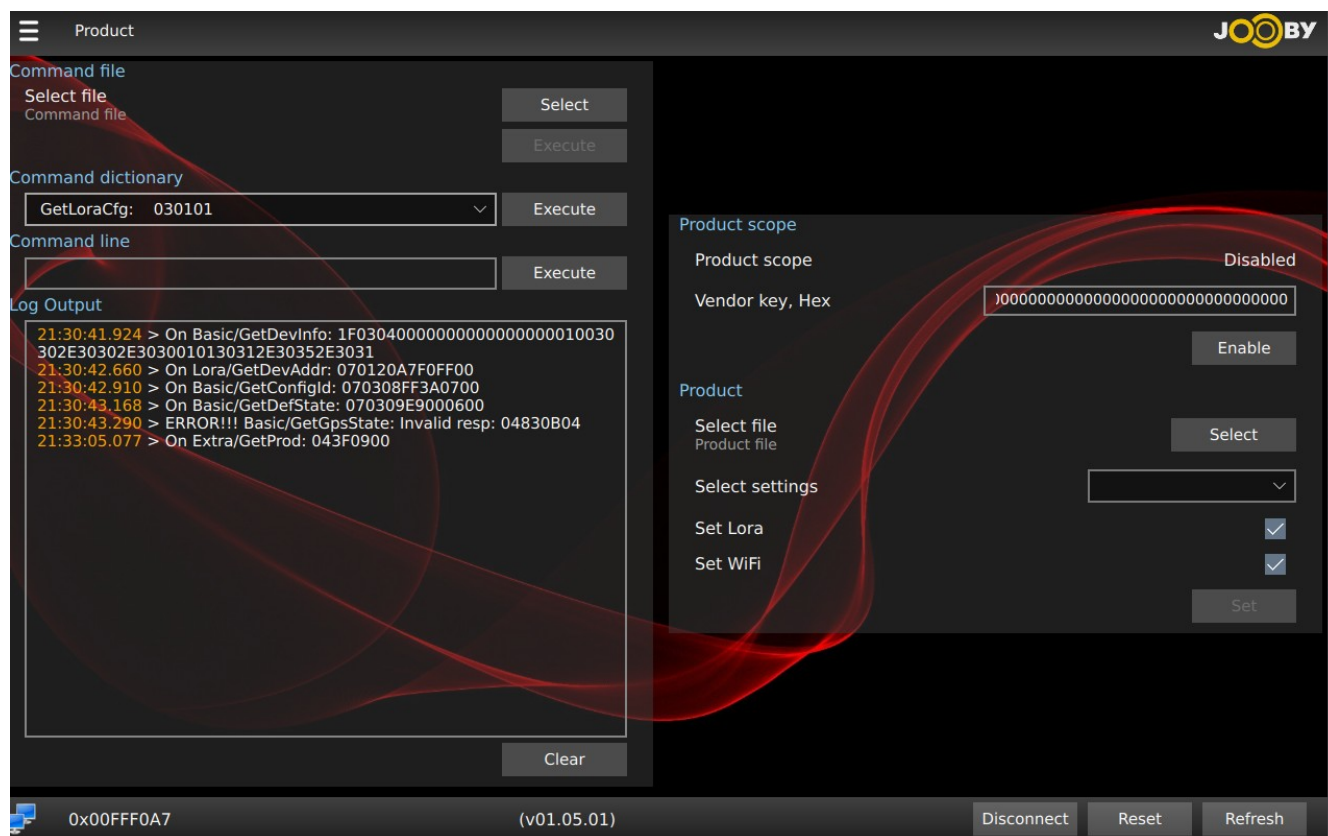 Product
JOOBY
Command file
Select file
Command file
Select
Execute
Command dictionary
GetLoraCfg: 030101
Execute
Command line
Execute
Log Output
21:30:41.924 > On Basic/GetDevInfo: 1F03040000000000000000010030
302E30302E3030010130312E30352E3031
21:30:42.660 > On Lora/GetDevAddr: 070120A7F0FF00
21:30:42.910 > On Basic/GetConfigId: 070308FF3A0700
21:30:43.168 > On Basic/GetDefState: 070309E9000600
21:30:43.290 > ERROR!!! Basic/GetGpsState: Invalid resp: 04830B04
21:33:05.077 > On Extra/GetProd: 043F0900
Clear
Product scope
Product scope
Disabled
Vendor key, Hex
Enable
Product
Select file
Product file
Select
Select settings
Set Lora
Set WiFi
Set
0x00FFF0A7
(v01.05.01)
Disconnect
Reset
Refresh